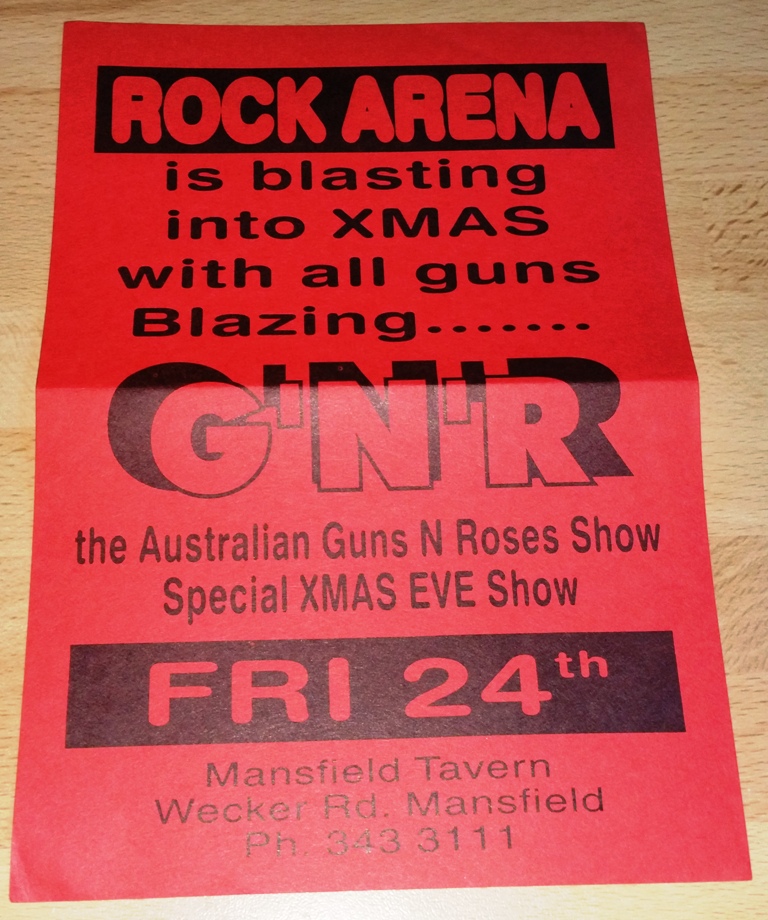 ROCK ARENA
is blasting
into XMAS
with all guns
Blazing.......
G'N'R
the Australian Guns N Roses Show
Special XMAS EVE Show
FRI 24th
Mansfield Tavern
Wecker Rd. Mansfield
Ph. 343 3111